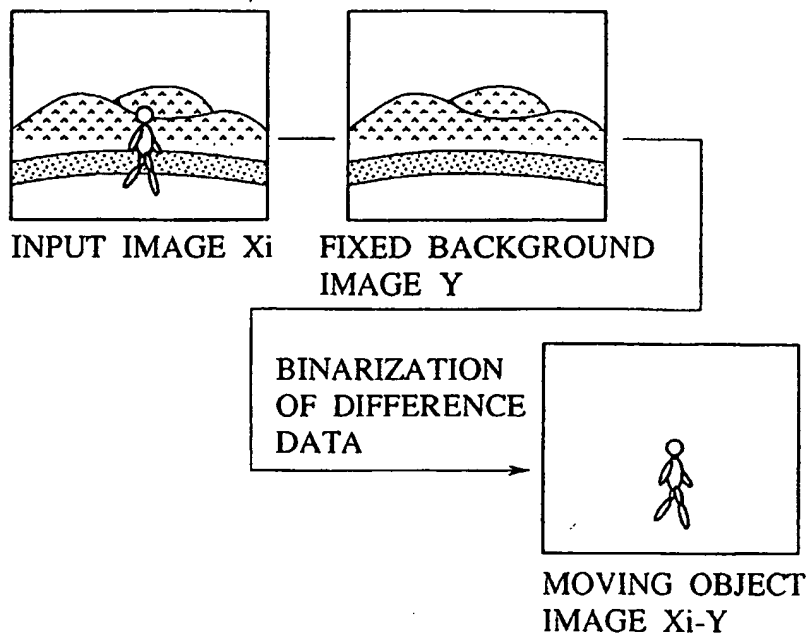 INPUT IMAGE Xi
FIXED BACKGROUND
IMAGE Y
BINARIZATION
OF DIFFERENCE
DATA
MOVING OBJECT
IMAGE Xi-Y